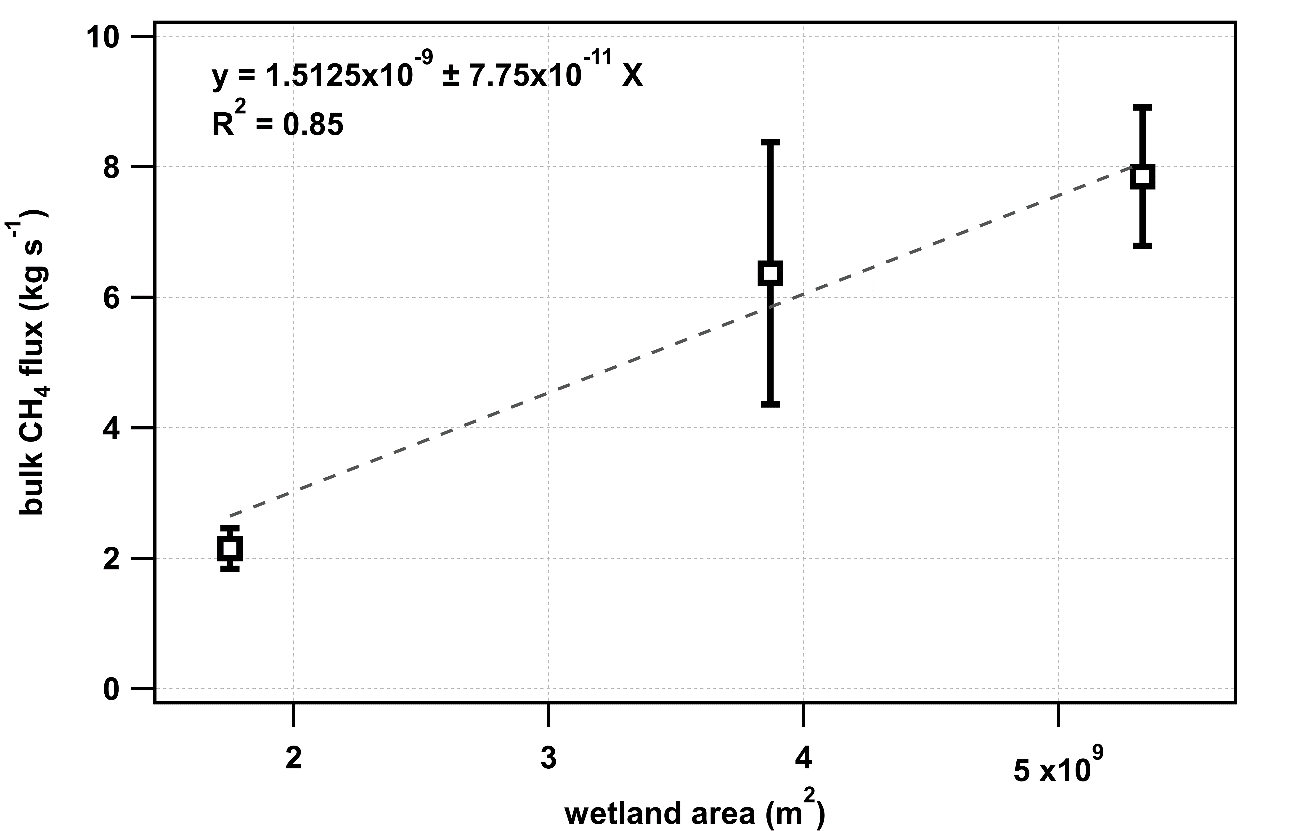 y = 1.5125x10⁻⁹ ± 7.75x10⁻¹¹ X
R² = 0.85
10
8
6
4
2
0
bulk CH₄ flux (kg s⁻¹)
2 3 4 5 x10⁹
wetland area (m²)